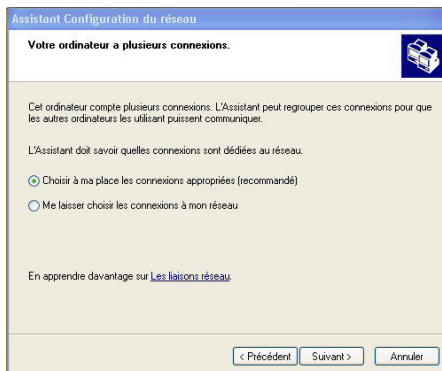 Assistant Configuration du réseau
Votre ordinateur a plusieurs connexions.
Cet ordinateur compte plusieurs connexions. L'Assistant peut regrouper ces connexions pour que
les autres ordinateurs les utilisant puissent communiquer.
L'Assistant doit savoir quelles connexions sont dédiées au réseau.
Choisir à ma place les connexions appropriées (recommandé)
Me laisser choisir les connexions à mon réseau
En apprendre davantage sur Les liaisons réseau.
< Précédent Suivant > Annuler